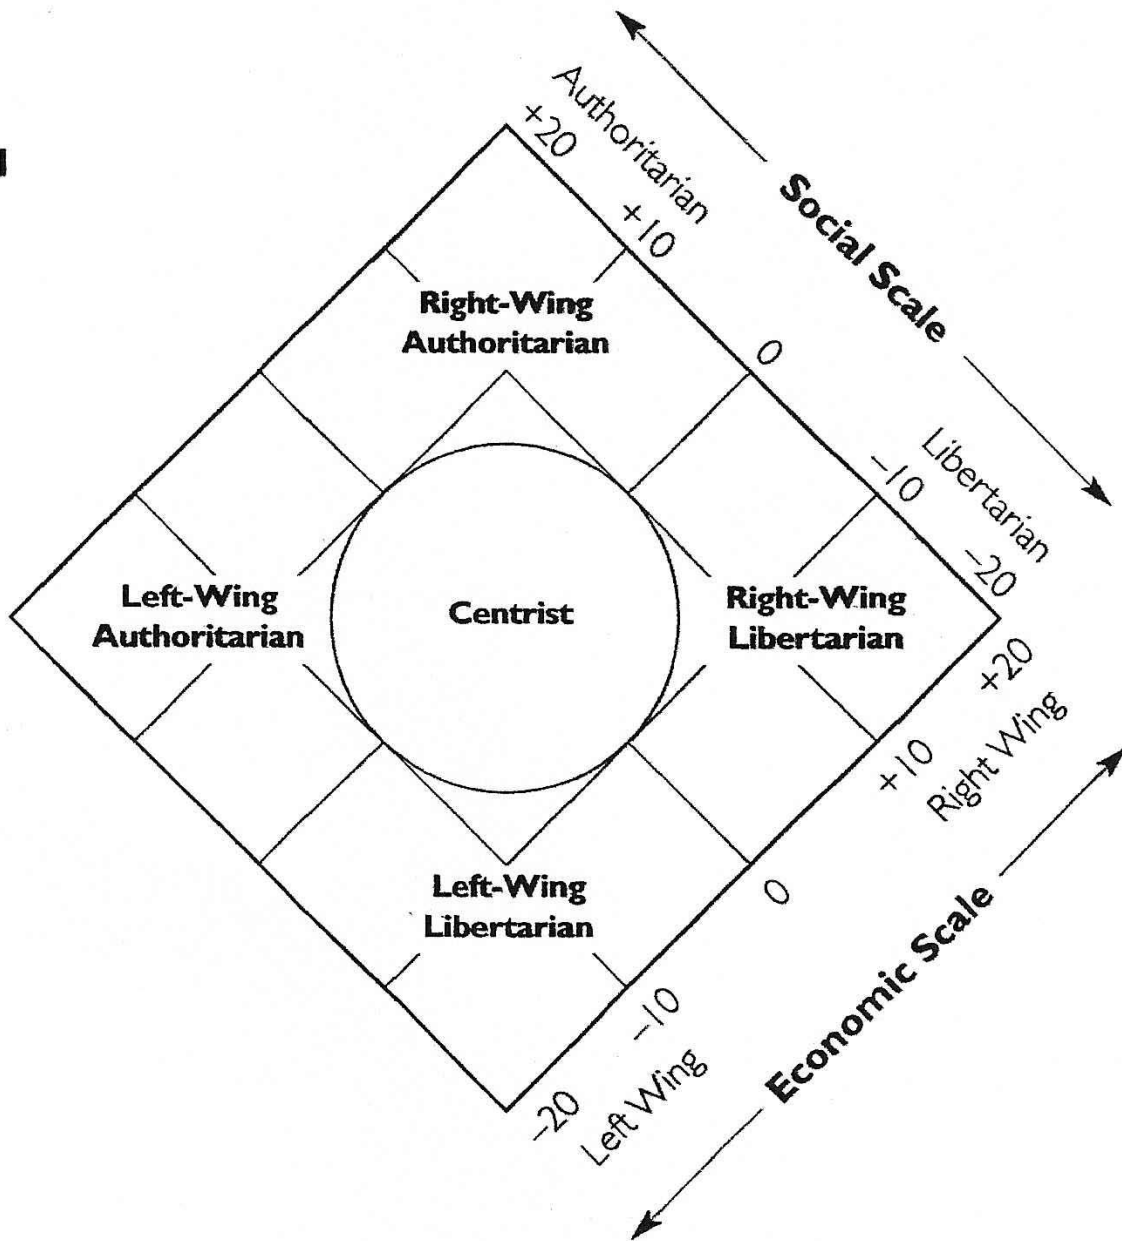 Authoritarian
+20
+10
0
-10
-20
Libertarian
Social Scale
Right-Wing
Authoritarian
Left-Wing
Authoritarian
Centrist
Right-Wing
Libertarian
Left-Wing
Libertarian
+20
+10
0
-10
-20
Right Wing
Left Wing
Economic Scale